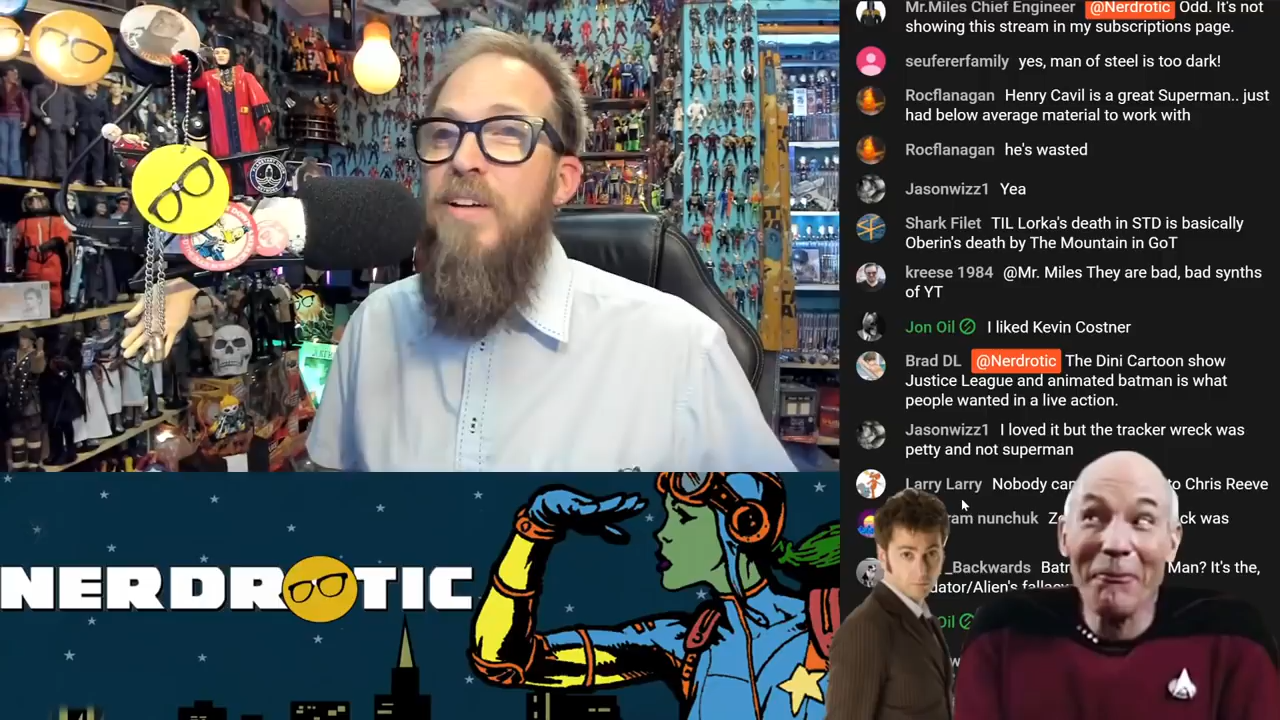 Mr.Miles Chief Engineer @Nerdrotic Odd. It's not
showing this stream in my subscriptions page.
seufererfamily yes, man of steel is too dark!
Rocflanagan Henry Cavil is a great Superman.. just
had below average material to work with
Rocflanagan he's wasted
Jasonwizz1 Yea
Shark Filet TIL Lorka's death in STD is basically
Oberin's death by The Mountain in GoT
kreese 1984 @Mr. Miles They are bad, bad synths
of YT
Jon Oil I liked Kevin Costner
Brad DL @Nerdrotic The Dini Cartoon show
Justice League and animated batman is what
people wanted in a live action.
Jasonwizz1 I loved it but the tracker wreck was
petty and not superman
Larry Larry Nobody to Chris Reeve
nunchuk was
_Backwards Man? It's the,
fallacy
Oil
NERDROTIC